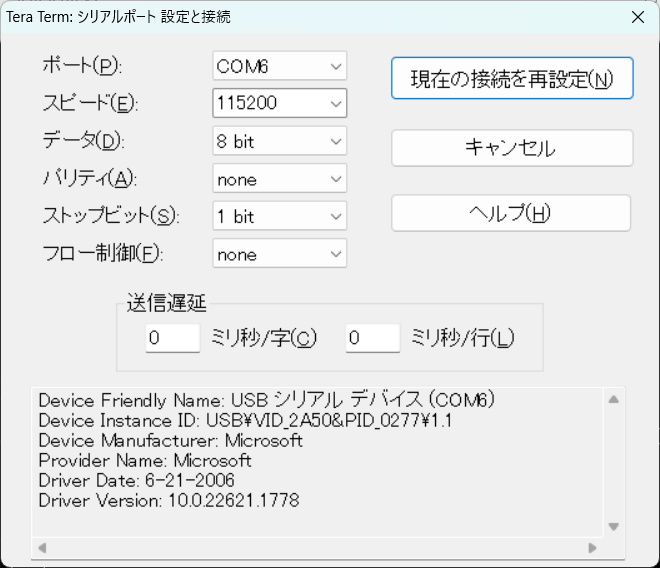 Tera Term: シリアルポート 設定と接続
ポート(P): COM6
現在の接続を再設定(N)
スピード(E): 115200
データ(D): 8 bit
キャンセル
パリティ(A): none
ストップビット(S): 1 bit
ヘルプ(H)
フロー制御(F): none
送信遅延
0 ミリ秒/字(C) 0 ミリ秒/行(L)
Device Friendly Name: USB シリアル デバイス (COM6)
Device Instance ID: USB¥VID_2A50&PID_0277¥1.1
Device Manufacturer: Microsoft
Provider Name: Microsoft
Driver Date: 6-21-2006
Driver Version: 10.0.22621.1778